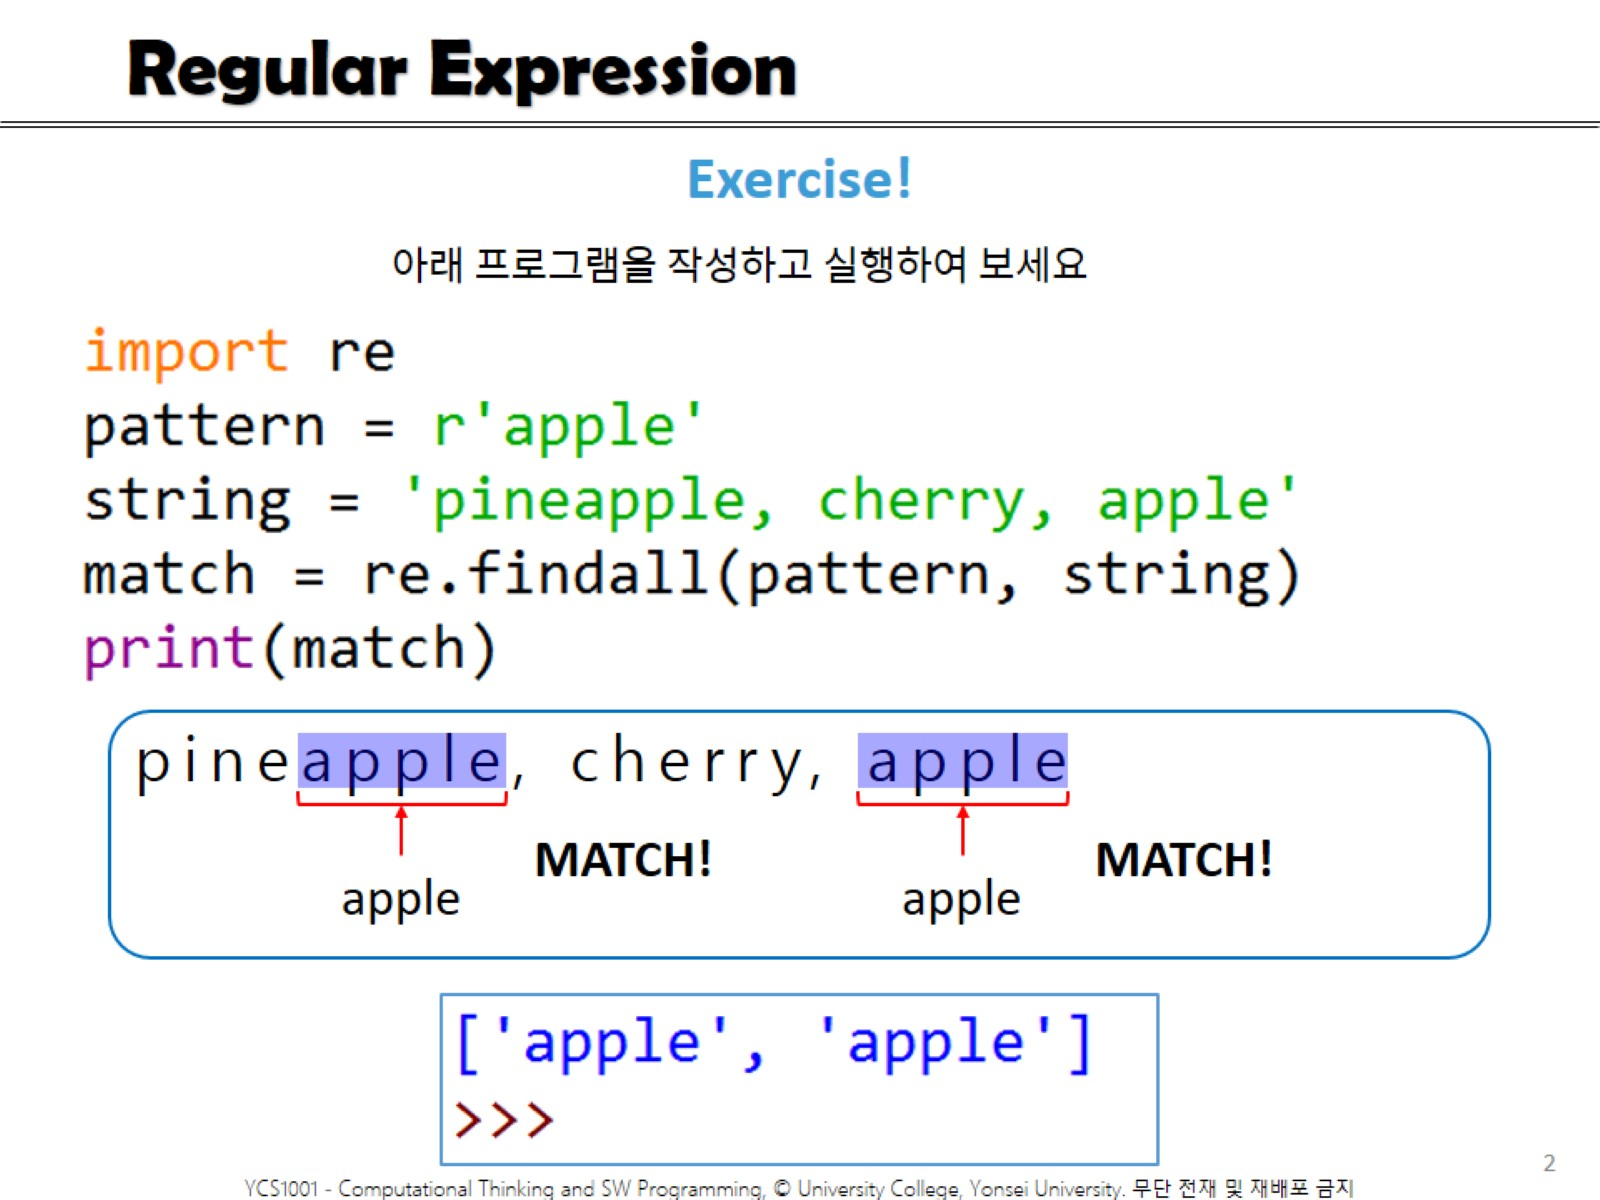 Regular Expression
Exercise!
아래 프로그램을 작성하고 실행하여 보세요
import re
pattern = r'apple'
string = 'pineapple, cherry, apple'
match = re.findall(pattern, string)
print(match)
pineapple, cherry, apple
MATCH! MATCH!
apple apple
['apple', 'apple']
>>>
2
YCS1001 - Computational Thinking and SW Programming, © University College, Yonsei University. 무단 전재 및 재배포 금지